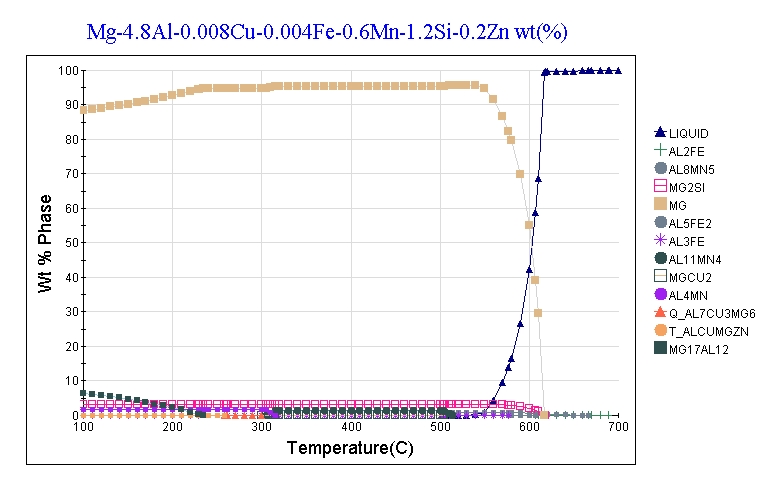 Mg-4.8Al-0.008Cu-0.004Fe-0.6Mn-1.2Si-0.2Zn wt(%)
100
90
80
70
60
50
40
30
20
10
0
Wt % Phase
100 200 300 400 500 600 700
Temperature(C)
LIQUID
AL2FE
AL8MN5
MG2SI
MG
AL5FE2
AL3FE
AL11MN4
MGCU2
AL4MN
Q_AL7CU3MG6
T_ALCUMGZN
MG17AL12